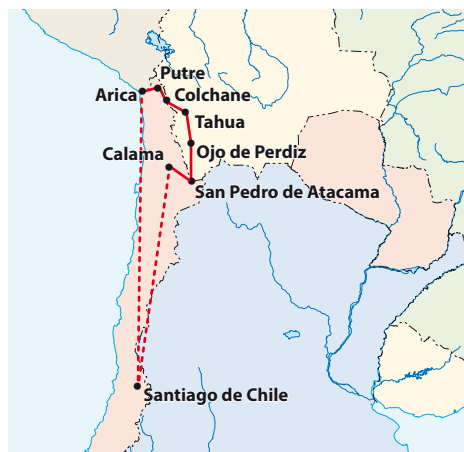 Putre
Arica
Colchane
Tahua
Calama
Ojo de Perdiz
San Pedro de Atacama
Santiago de Chile